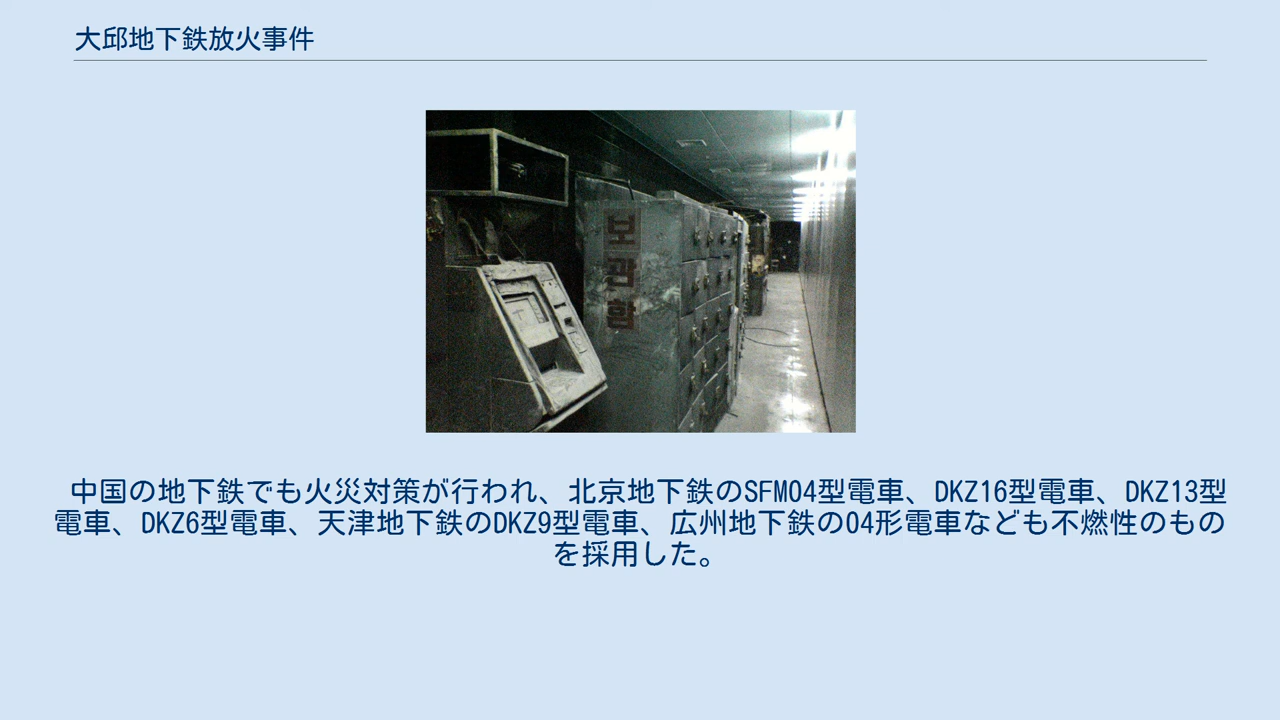 大邱地下鉄放火事件
보관함
中国の地下鉄でも火災対策が行われ、北京地下鉄のSFM04型電車、DKZ16型電車、DKZ13型
電車、DKZ6型電車、天津地下鉄のDKZ9型電車、広州地下鉄の04形電車なども不燃性のもの
を採用した。